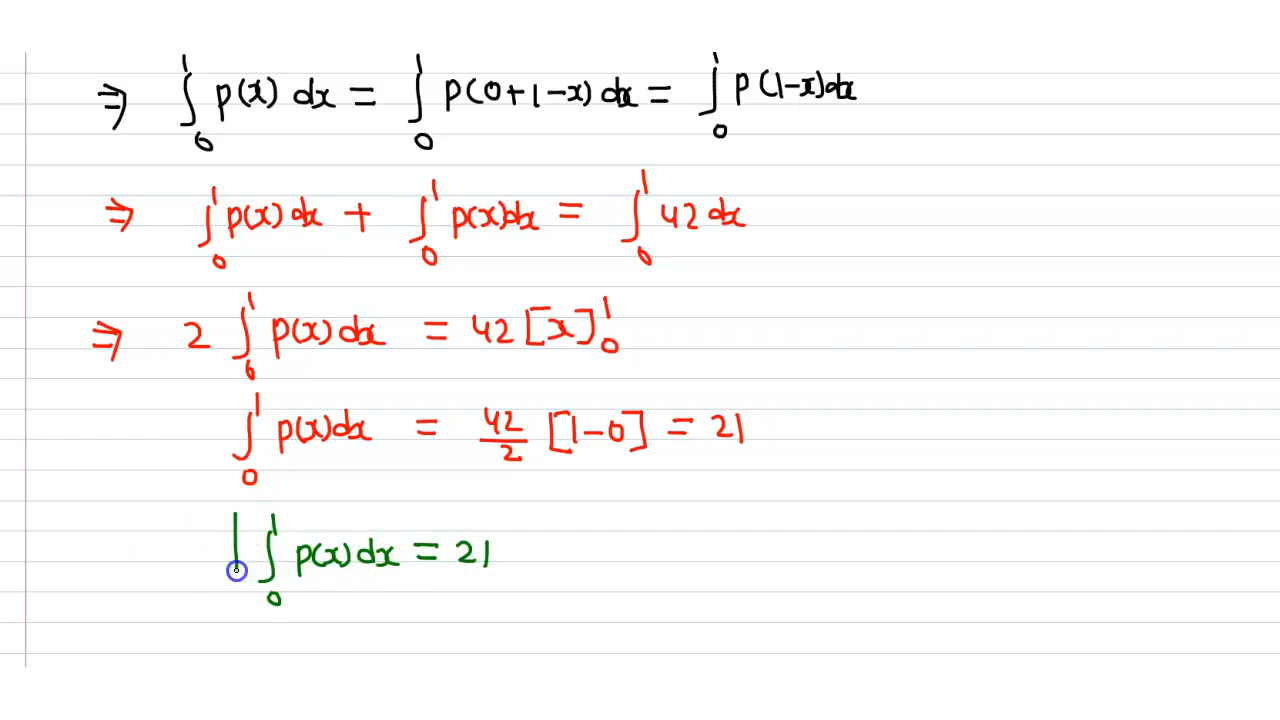 ⇒ ∫₀¹ p(x) dx = ∫₀¹ p(0+1-x) dx = ∫₀¹ p(1-x) dx
⇒ ∫₀¹ p(x) dx + ∫₀¹ p(x) dx = ∫₀¹ 42 dx
⇒ 2 ∫₀¹ p(x) dx = 42 [x]₀¹
∫₀¹ p(x) dx = 42/2 [1-0] = 21
∫₀¹ p(x) dx = 21